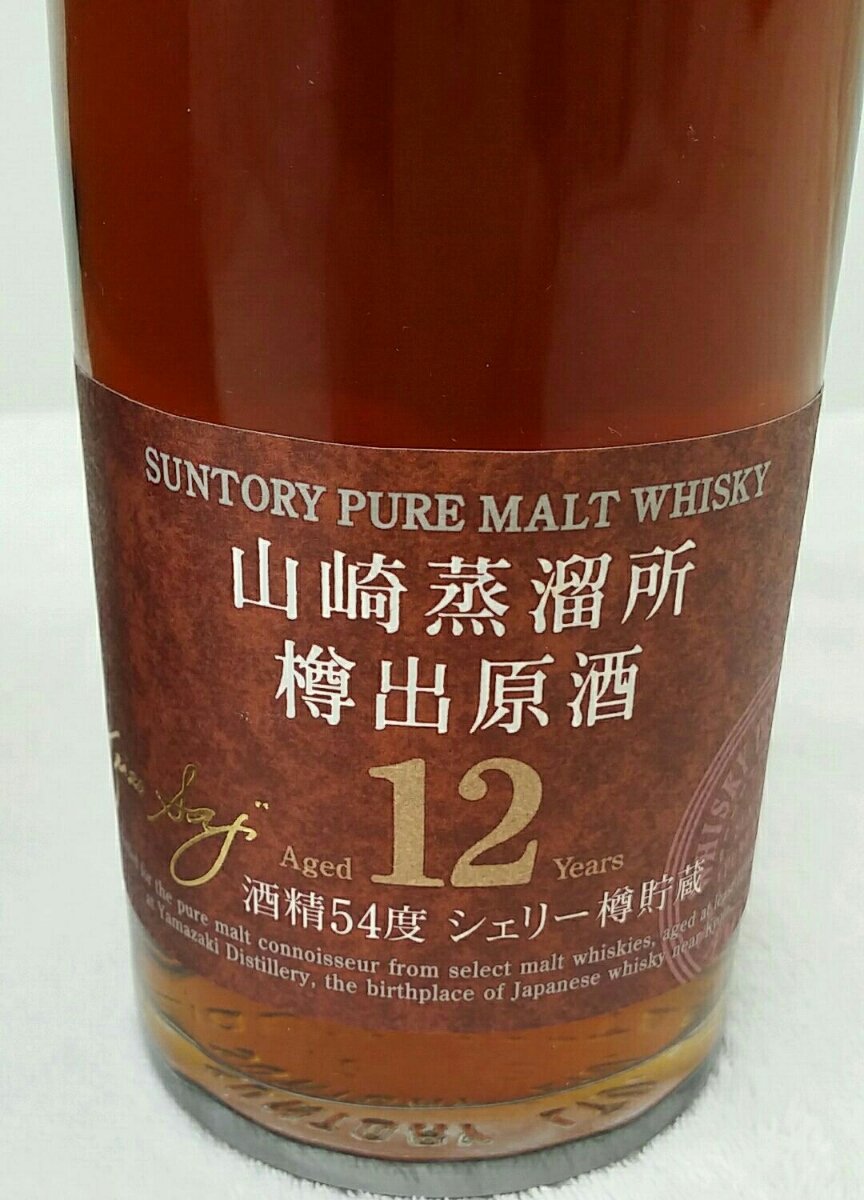 SUNTORY PURE MALT WHISKY
山崎蒸溜所
樽出原酒
Aged 12 Years
酒精54度 シェリー樽貯蔵
for the pure malt connoisseur from select malt whiskies, aged at
at Yamazaki Distillery, the birthplace of Japanese whisky near
WHISKY